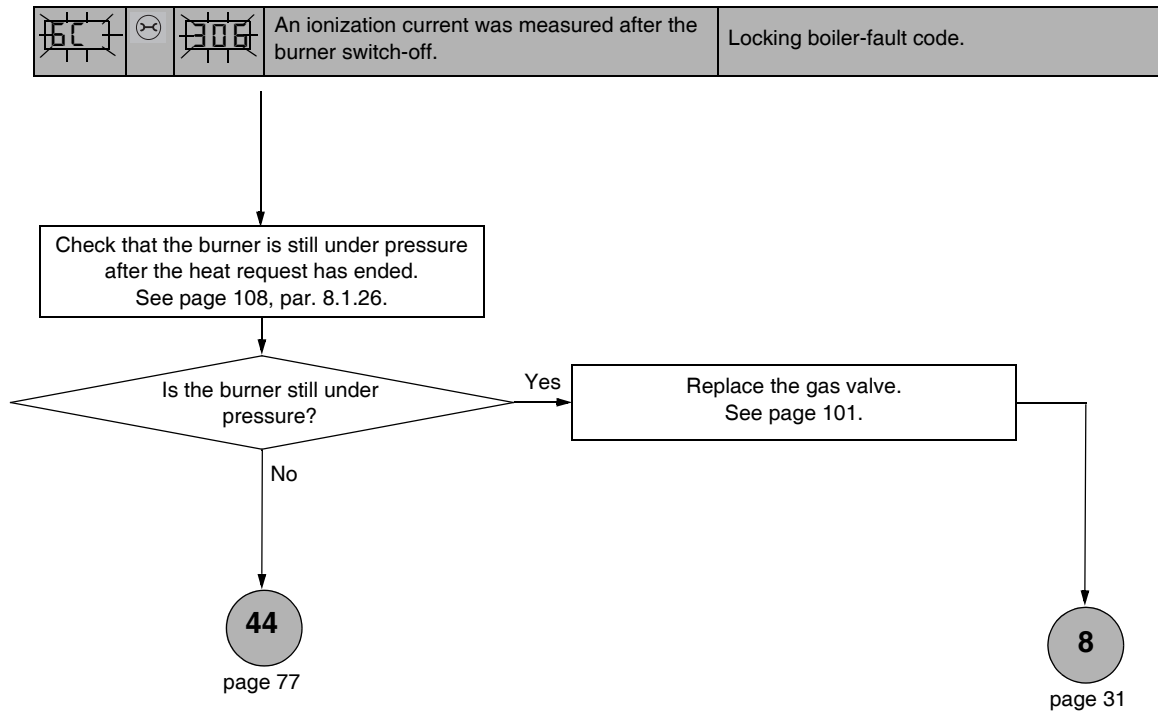 6C 306 An ionization current was measured after the
burner switch-off.
Locking boiler-fault code.
Check that the burner is still under pressure
after the heat request has ended.
See page 108, par. 8.1.26.
Is the burner still under
pressure?
Yes
Replace the gas valve.
See page 101.
No
44
page 77
8
page 31